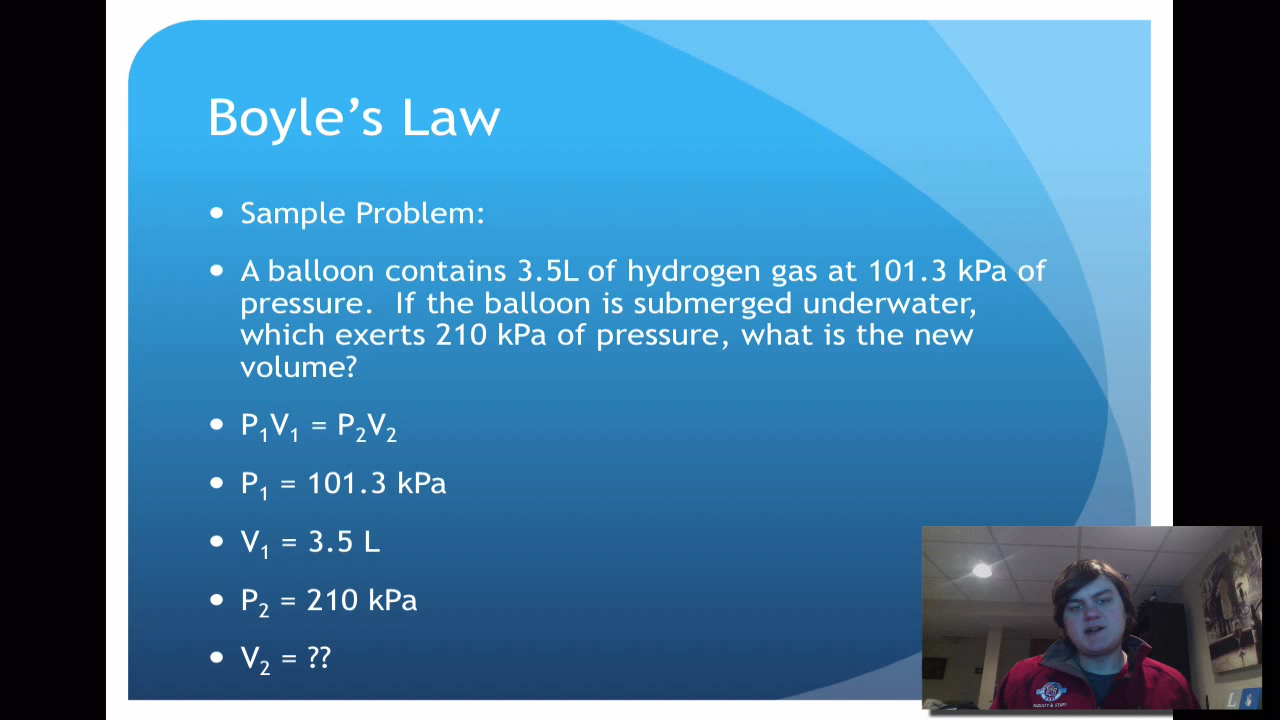 Boyle’s Law
• Sample Problem:
• A balloon contains 3.5L of hydrogen gas at 101.3 kPa of
pressure.  If the balloon is submerged underwater,
which exerts 210 kPa of pressure, what is the new
volume?
• P₁V₁ = P₂V₂
• P₁ = 101.3 kPa
• V₁ = 3.5 L
• P₂ = 210 kPa
• V₂ = ??
FACULTY & STAFF